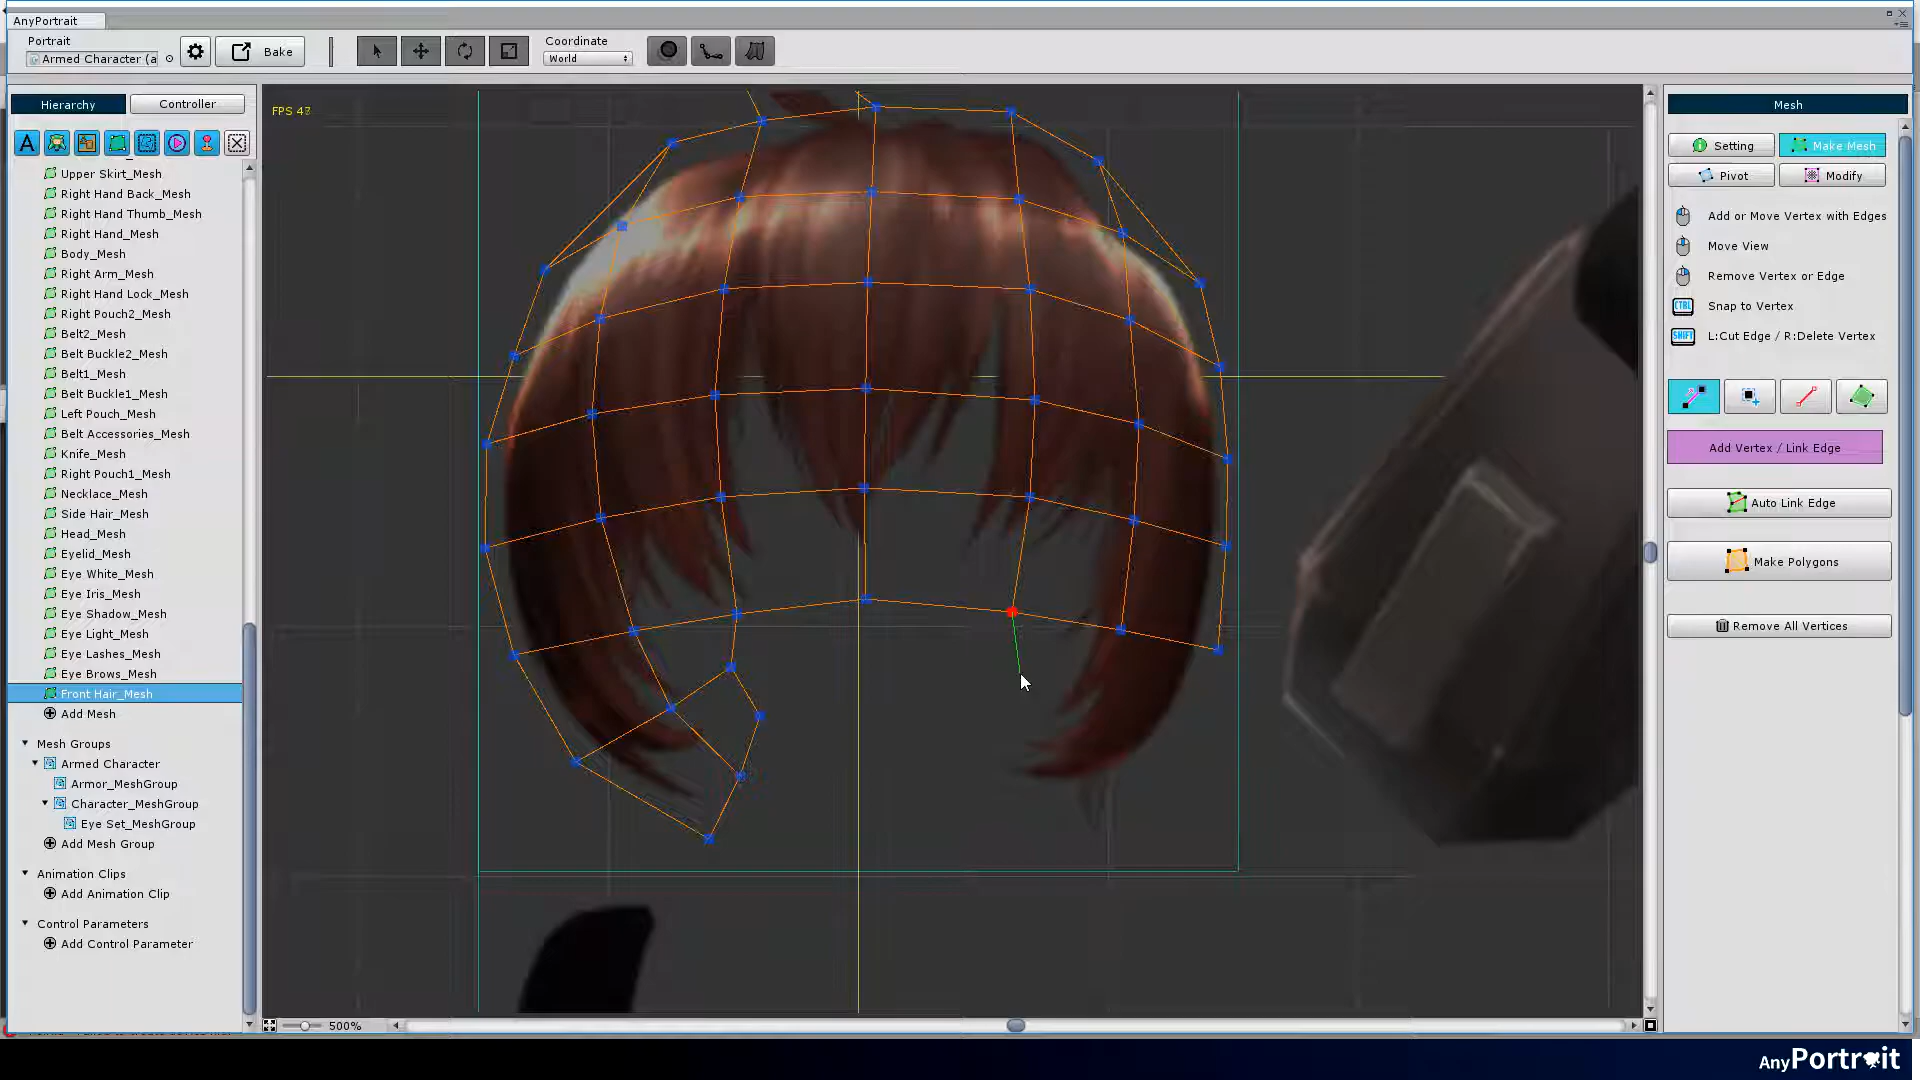 AnyPortrait
Portrait
Armed Character (a
Bake
Coordinate
World
Hierarchy
Controller
A
FPS 47
Upper Skirt_Mesh
Right Hand Back_Mesh
Right Hand Thumb_Mesh
Right Hand_Mesh
Body_Mesh
Right Arm_Mesh
Right Hand Lock_Mesh
Right Pouch2_Mesh
Belt2_Mesh
Belt Buckle2_Mesh
Belt1_Mesh
Belt Buckle1_Mesh
Left Pouch_Mesh
Belt Accessories_Mesh
Knife_Mesh
Right Pouch1_Mesh
Necklace_Mesh
Side Hair_Mesh
Head_Mesh
Eyelid_Mesh
Eye White_Mesh
Eye Iris_Mesh
Eye Shadow_Mesh
Eye Light_Mesh
Eye Lashes_Mesh
Eye Brows_Mesh
Front Hair_Mesh
Add Mesh
Mesh Groups
Armed Character
Armor_MeshGroup
Character_MeshGroup
Eye Set_MeshGroup
Add Mesh Group
Animation Clips
Add Animation Clip
Control Parameters
Add Control Parameter
500%
Mesh
Setting
Make Mesh
Pivot
Modify
Add or Move Vertex with Edges
Move View
Remove Vertex or Edge
CTRL Snap to Vertex
SHIFT L:Cut Edge / R:Delete Vertex
Add Vertex / Link Edge
Auto Link Edge
Make Polygons
Remove All Vertices
AnyPortrait